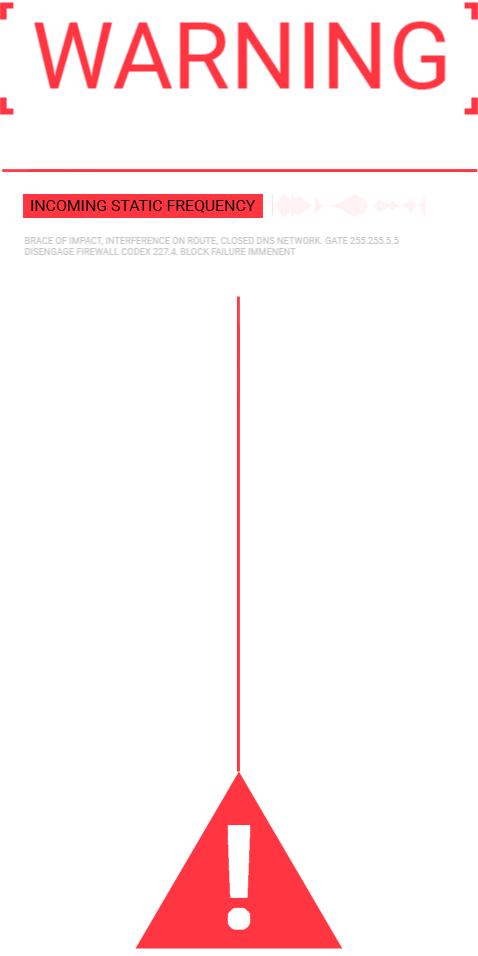 WARNING
INCOMING STATIC FREQUENCY
BRACE OF IMPACT, INTERFERENCE ON ROUTE, CLOSED DNS NETWORK. GATE 255.255.5.5
DISENGAGE FIREWALL CODEX 227.4. BLOCK FAILURE IMMENENT
!